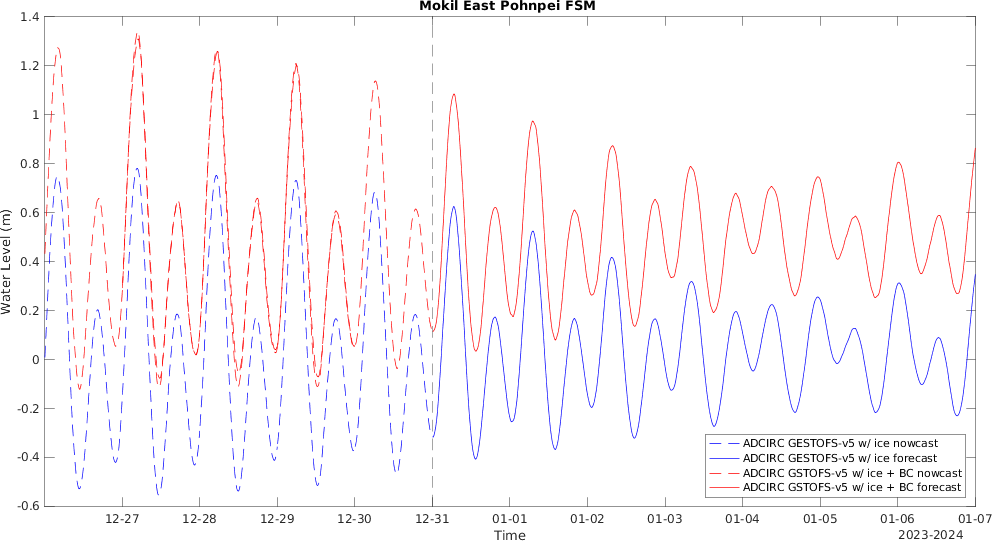 Mokil East Pohnpei FSM
1.4
1.2
1
0.8
0.6
0.4
0.2
0
-0.2
-0.4
-0.6
Water Level (m)
ADCIRC GESTOFS-v5 w/ ice nowcast
ADCIRC GESTOFS-v5 w/ ice forecast
ADCIRC GSTOFS-v5 w/ ice + BC nowcast
ADCIRC GSTOFS-v5 w/ ice + BC forecast
12-27 12-28 12-29 12-30 12-31 01-01 01-02 01-03 01-04 01-05 01-06 01-07
Time
2023-2024